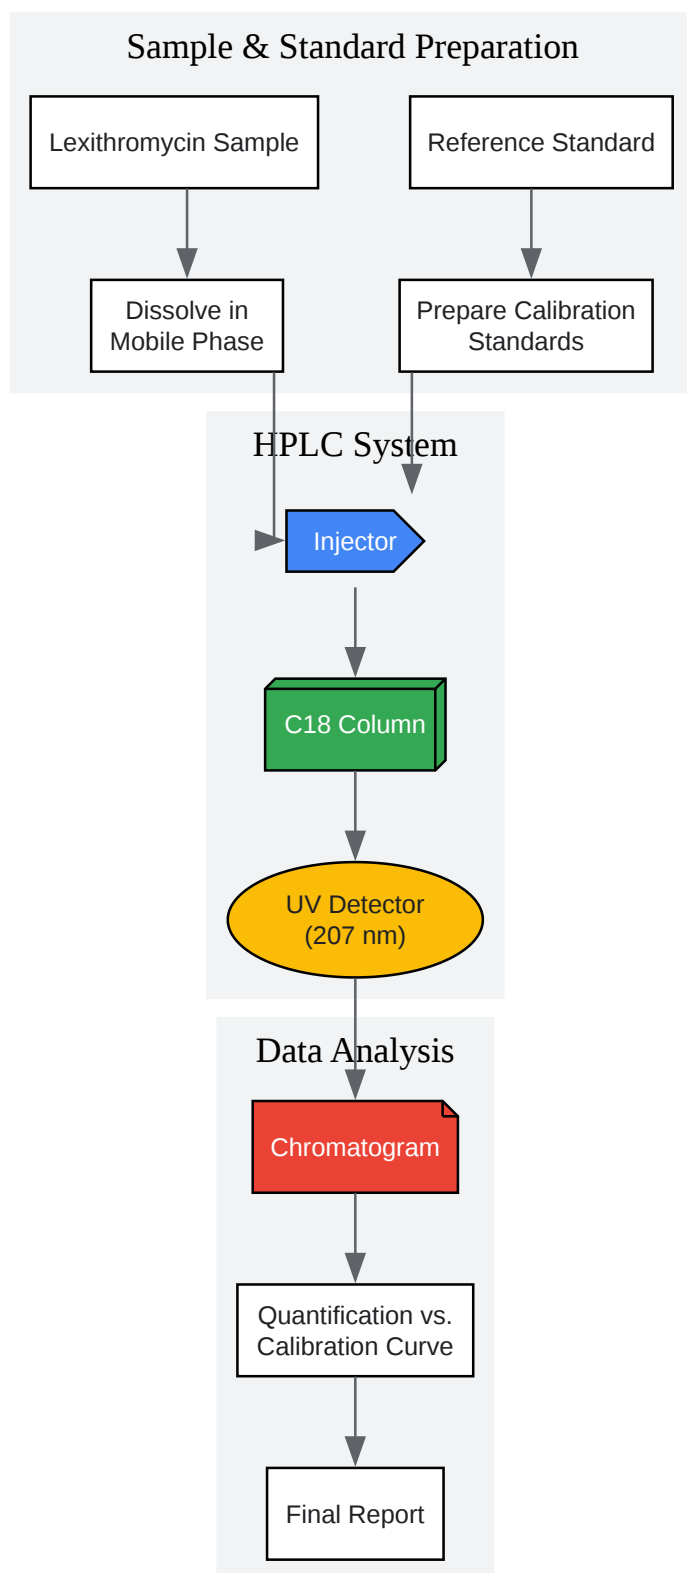 Sample & Standard Preparation
Lexithromycin Sample
Reference Standard
Dissolve in
Mobile Phase
Prepare Calibration
Standards
HPLC System
Injector
C18 Column
UV Detector
(207 nm)
Data Analysis
Chromatogram
Quantification vs.
Calibration Curve
Final Report